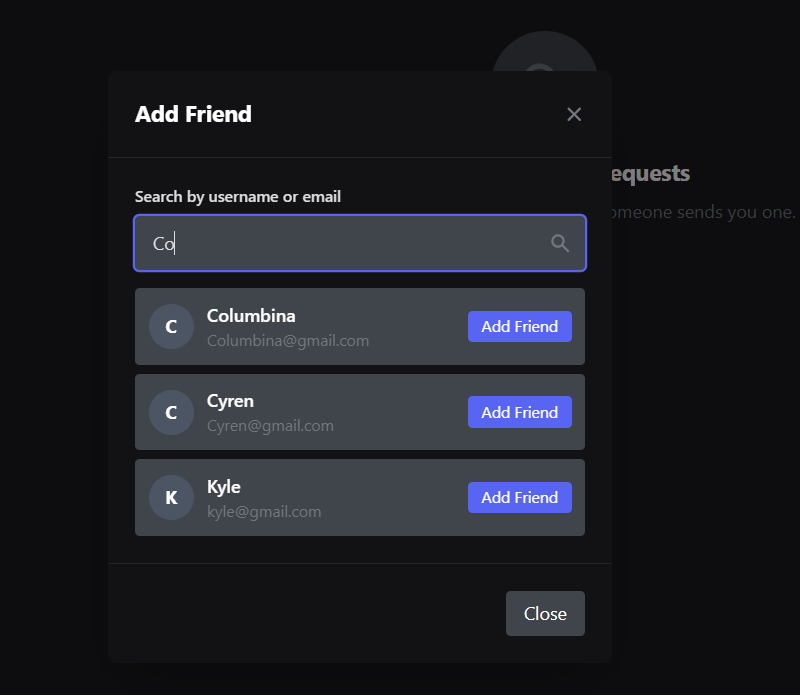 Add Friend
equests
Search by username or email
omeone sends you one.
Co
C
Columbina
Columbina@gmail.com
Add Friend
C
Cyren
Cyren@gmail.com
Add Friend
K
Kyle
kyle@gmail.com
Add Friend
Close